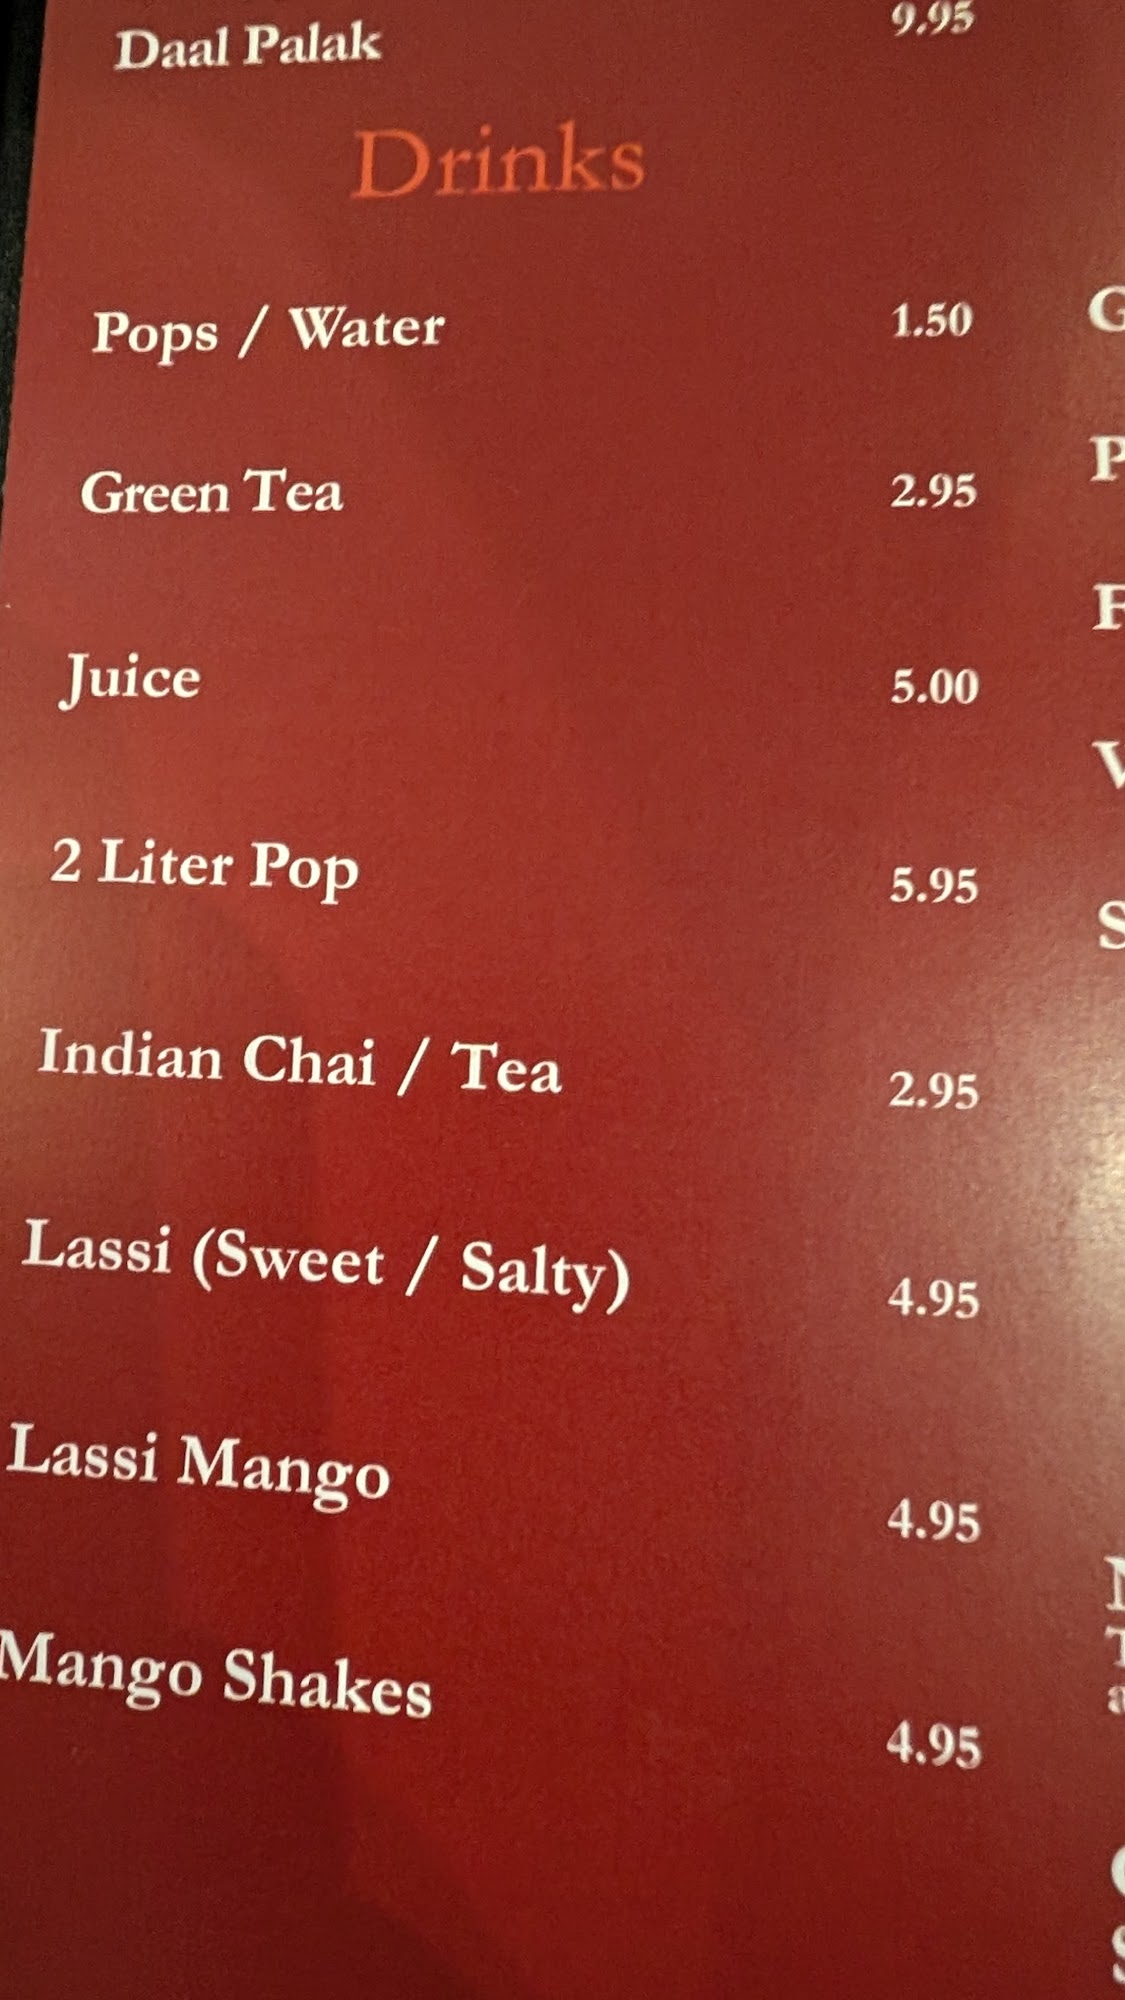 Daal Palak 9.95
Drinks
Pops / Water 1.50
Green Tea 2.95
Juice 5.00
2 Liter Pop 5.95
Indian Chai / Tea 2.95
Lassi (Sweet / Salty) 4.95
Lassi Mango 4.95
Mango Shakes 4.95